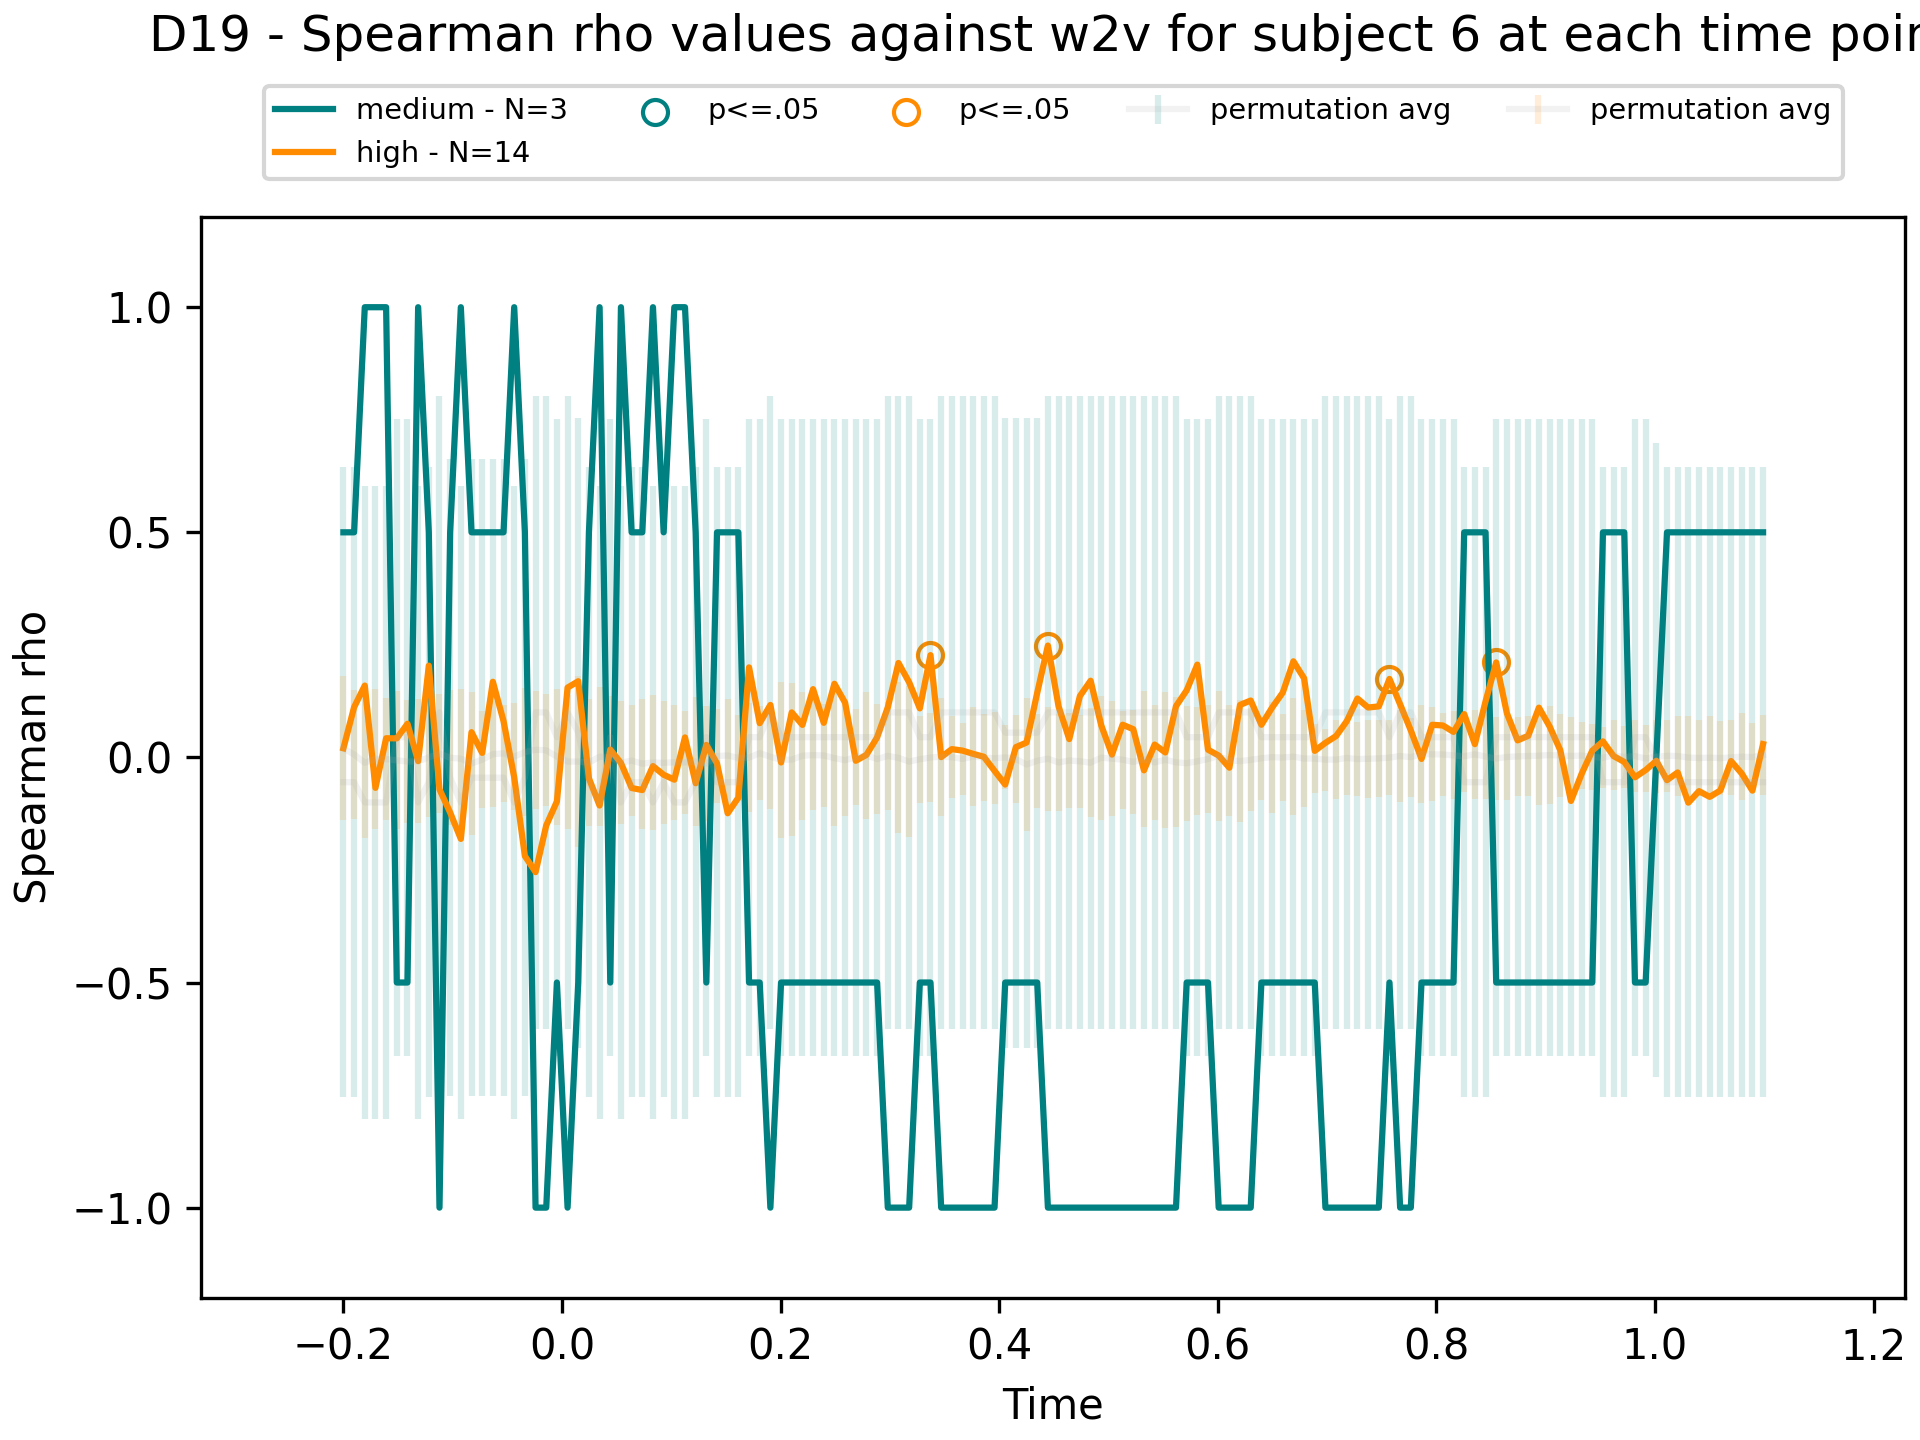 D19 - Spearman rho values against w2v for subject 6 at each time poin
medium - N=3
p<=.05
p<=.05
permutation avg
permutation avg
high - N=14
1.0
0.5
0.0
−0.5
−1.0
Spearman rho
−0.2
0.0
0.2
0.4
0.6
0.8
1.0
1.2
Time